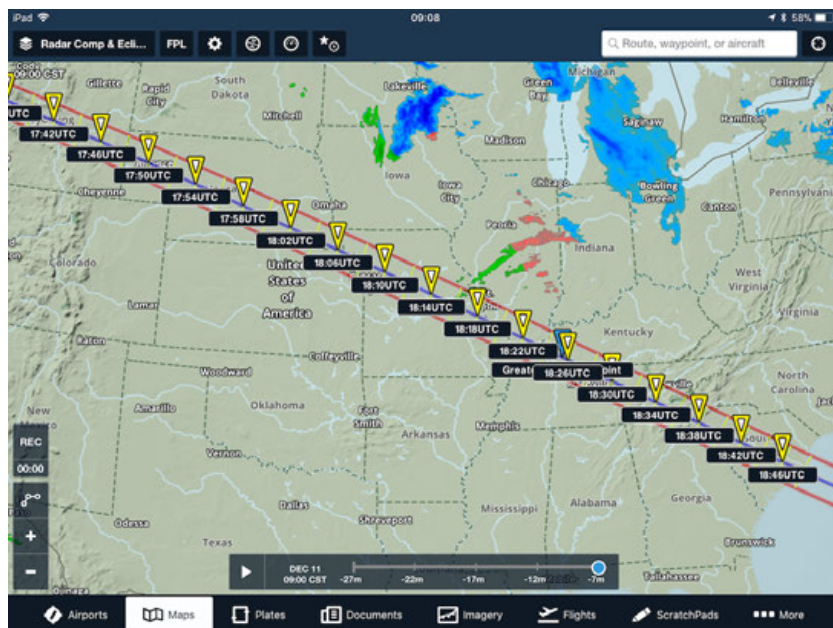 iPad
09:08
58%
Radar Comp & Ecli...
FPL
Route, waypoint, or aircraft
09:00 CST
Gillette
Rapid City
South Dakota
Mitchell
Lakeville
Green Bay
Michigan
Belleville
Saginaw
Hamilton
Madison
Iowa
Iowa City
Chicago
Bowling Green
Canton
Pennsylvania
Cheyenne
Omaha
Peoria
Indiana
Colorado
United States of America
West Virginia
Virginia
Lamar
Raton
Coffeyville
Kentucky
Woodward
North Carolina
New Mexico
Amarillo
Oklahoma
Fort Smith
Arkansas
Memphis
Vernon
Mississippi
Alabama
Georgia
Dallas
Shreveport
Odessa
Texas
Brunswick
Tallahassee
UTC
17:42UTC
17:46UTC
17:50UTC
17:54UTC
17:58UTC
18:02UTC
18:06UTC
18:10UTC
18:14UTC
18:18UTC
18:22UTC
18:26UTC
18:30UTC
18:34UTC
18:38UTC
18:42UTC
18:46UTC
REC
00:00
+
−
DEC 11
09:00 CST
-27m
-22m
-17m
-12m
-7m
Airports
Maps
Plates
Documents
Imagery
Flights
ScratchPads
More